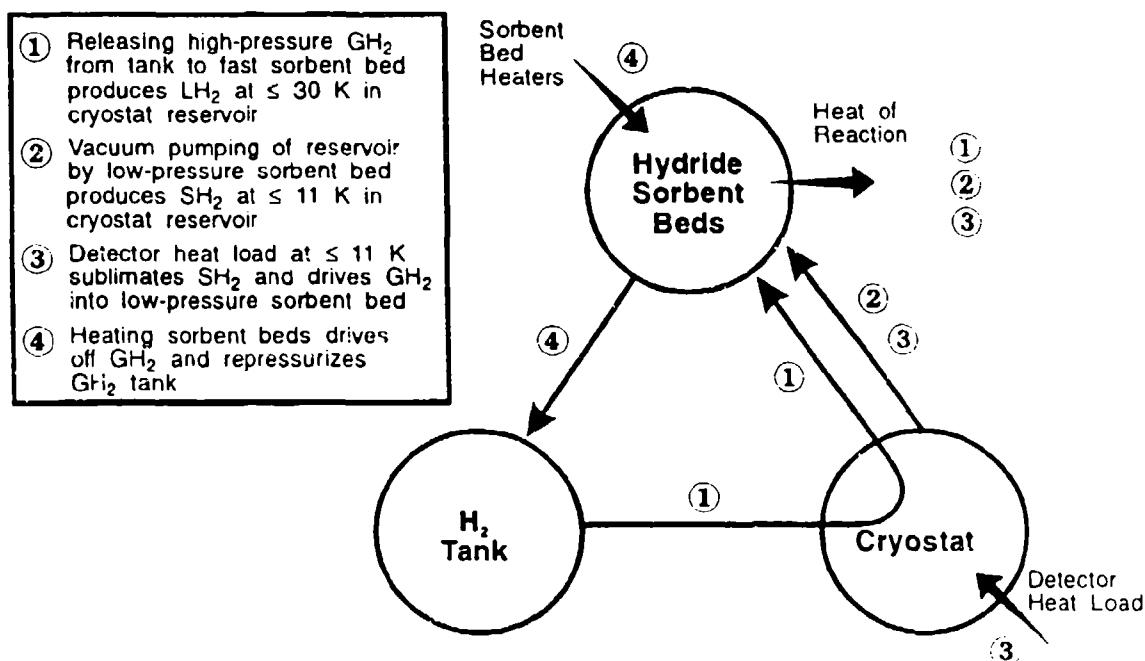 ① Releasing high-pressure GH₂
from tank to fast sorbent bed
produces LH₂ at ≤ 30 K in
cryostat reservoir
② Vacuum pumping of reservoir
by low-pressure sorbent bed
produces SH₂ at ≤ 11 K in
cryostat reservoir
③ Detector heat load at ≤ 11 K
sublimates SH₂ and drives GH₂
into low-pressure sorbent bed
④ Heating sorbent beds drives
off GH₂ and repressurizes
GH₂ tank
Sorbent
Bed
Heaters
④
Hydride
Sorbent
Beds
Heat of
Reaction
①
②
③
④
②
③
①
①
H₂
Tank
Cryostat
Detector
Heat Load
③